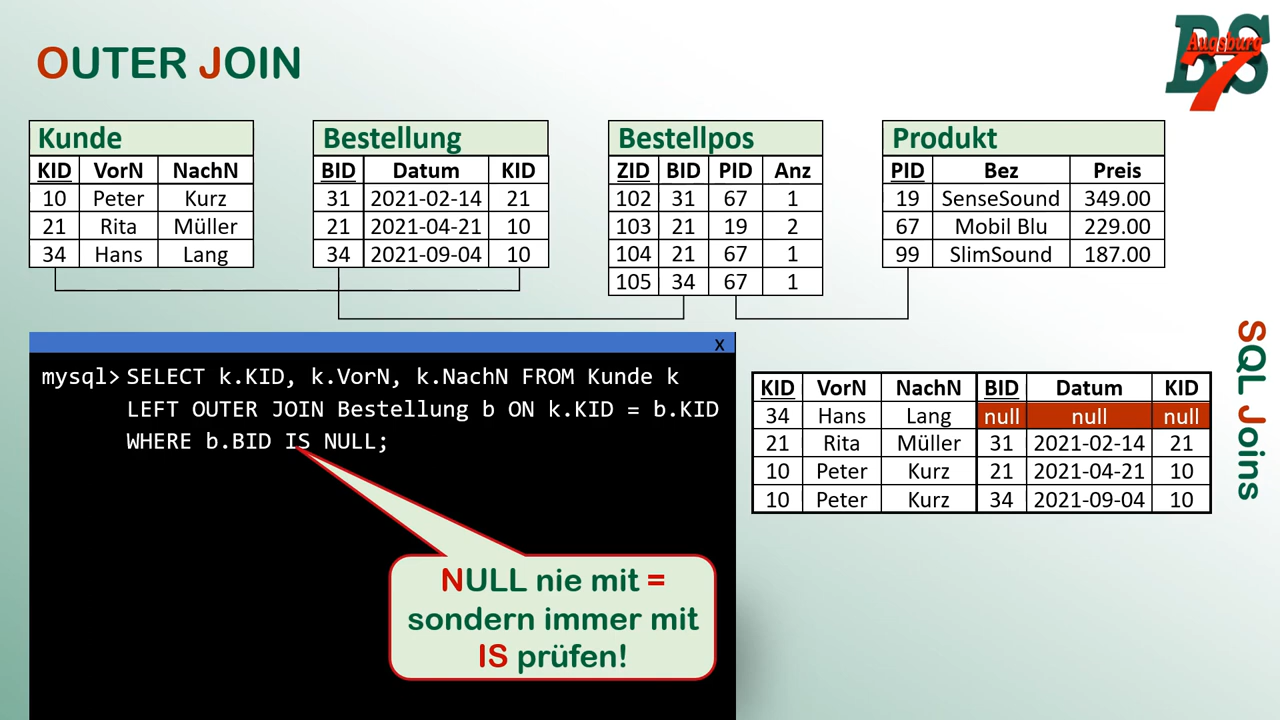 OUTER JOIN
BS Augsburg 7
Kunde
KID VorN NachN
10 Peter Kurz
21 Rita Müller
34 Hans Lang
Bestellung
BID Datum KID
31 2021-02-14 21
21 2021-04-21 10
34 2021-09-04 10
Bestellpos
ZID BID PID Anz
102 31 67 1
103 21 19 2
104 21 67 1
105 34 67 1
Produkt
PID Bez Preis
19 SenseSound 349.00
67 Mobil Blu 229.00
99 SlimSound 187.00
x
mysql> SELECT k.KID, k.VorN, k.NachN FROM Kunde k
LEFT OUTER JOIN Bestellung b ON k.KID = b.KID
WHERE b.BID IS NULL;
NULL nie mit =
sondern immer mit
IS prüfen!
KID VorN NachN BID Datum KID
34 Hans Lang null null null
21 Rita Müller 31 2021-02-14 21
10 Peter Kurz 21 2021-04-21 10
10 Peter Kurz 34 2021-09-04 10
SQL Joins